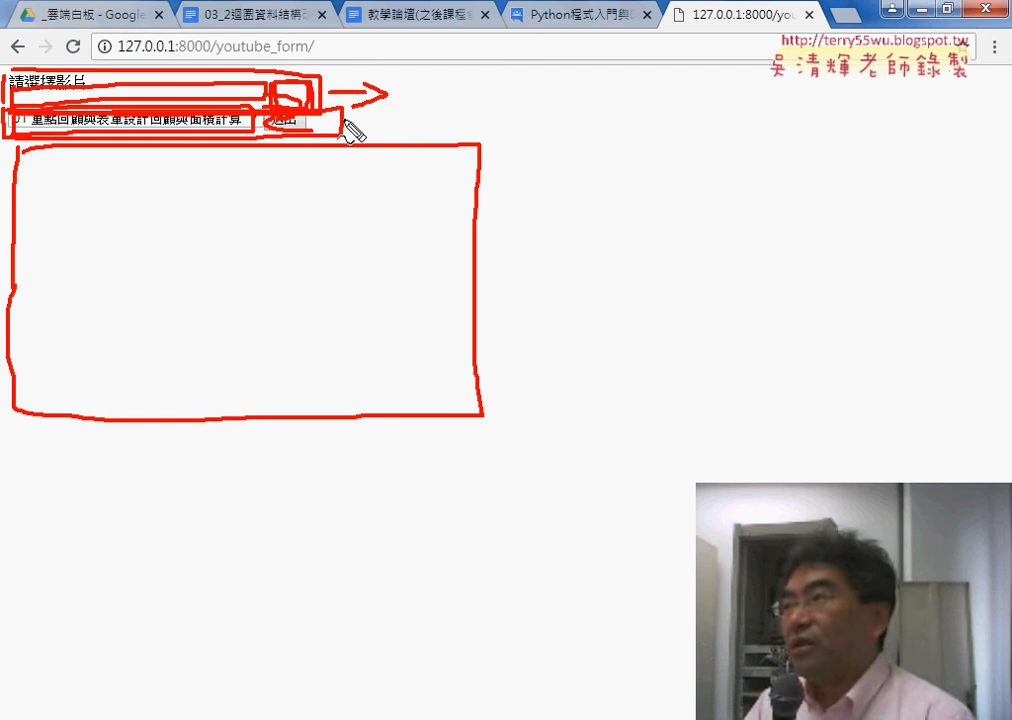 _雲端白板 - Google
03_2迴圈資料結構
教學論壇(之後課程
Python程式入門與
127.0.0.1:8000/you
127.0.0.1:8000/youtube_form/
http://terry55wu.blogspot.tw
吳清輝老師錄製
請選擇影片
01 重點回顧與表單設計回顧與面積計算
送出